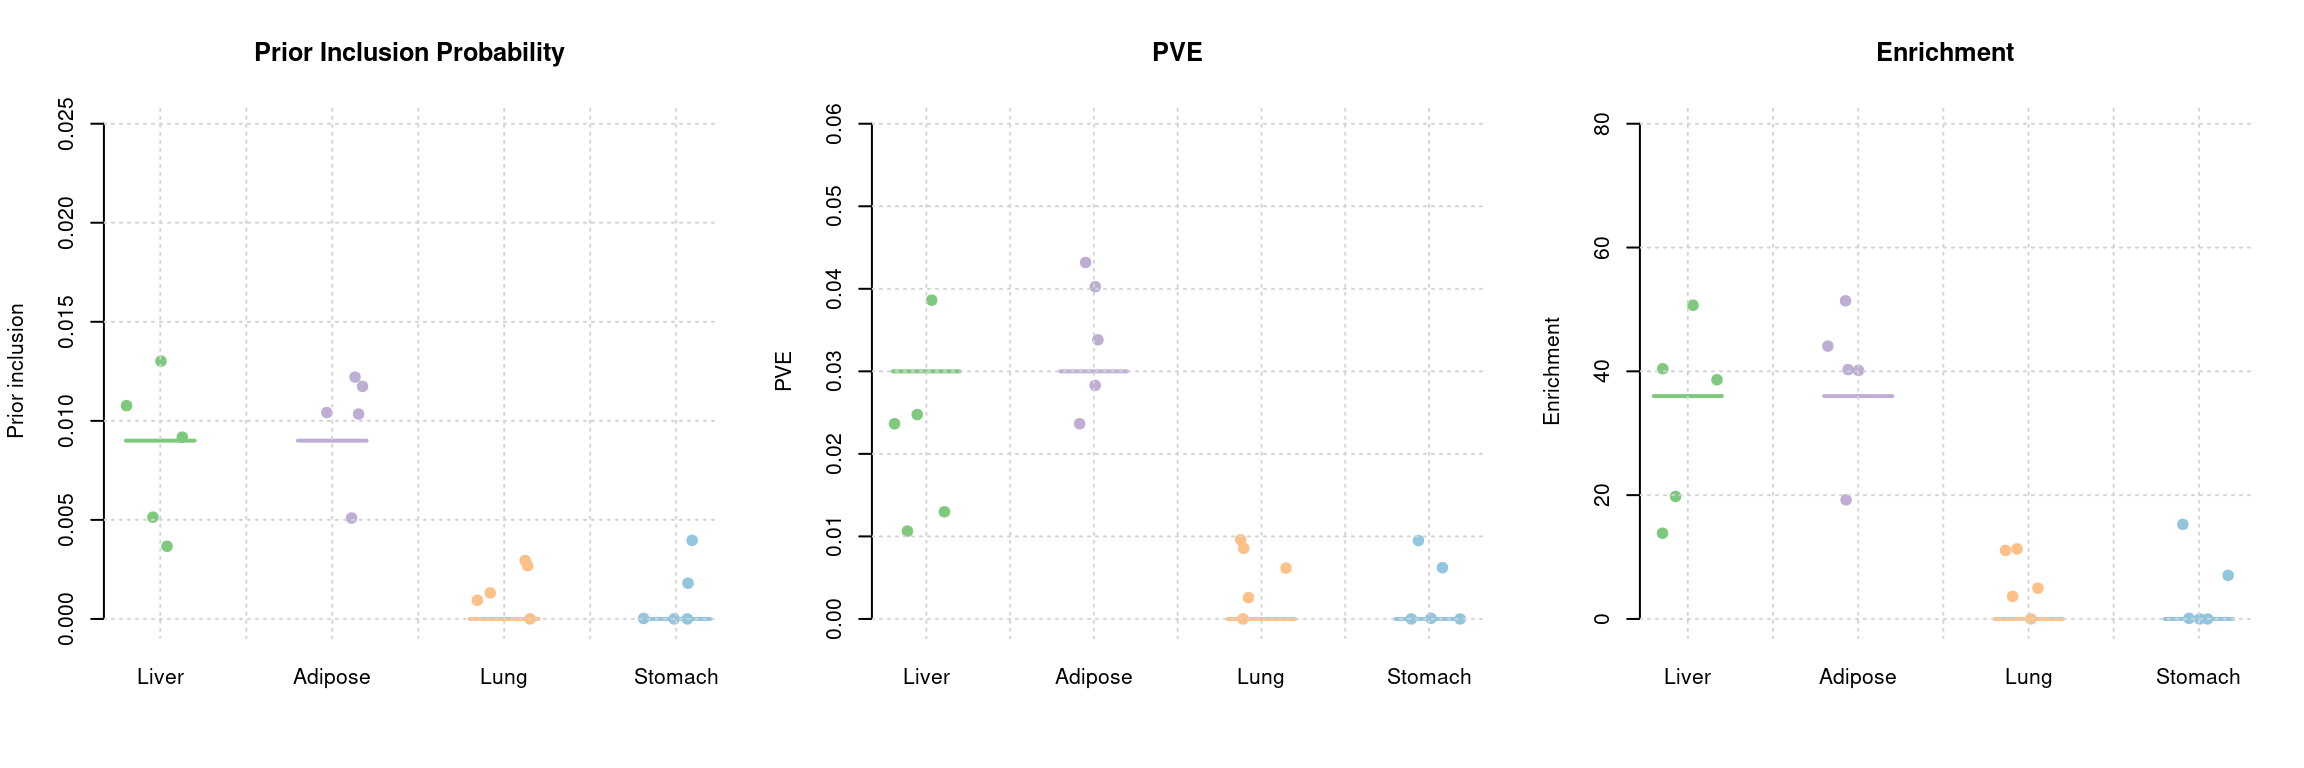 Prior Inclusion Probability
Prior inclusion
0.025
0.020
0.015
0.010
0.005
0.000
Liver Adipose Lung Stomach
PVE
PVE
0.06
0.05
0.04
0.03
0.02
0.01
0.00
Liver Adipose Lung Stomach
Enrichment
Enrichment
80
60
40
20
0
Liver Adipose Lung Stomach